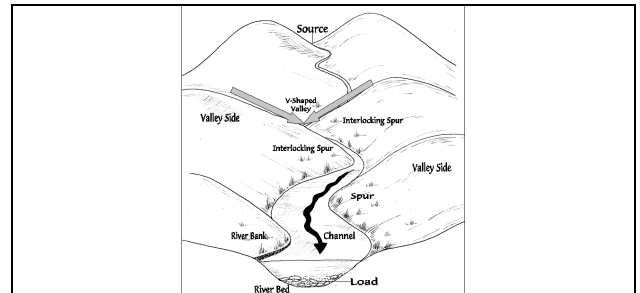 Source
V-Shaped
Valley
Valley Side
Interlocking Spur
Interlocking Spur
Valley Side
Spur
River Bank
Channel
Load
River Bed